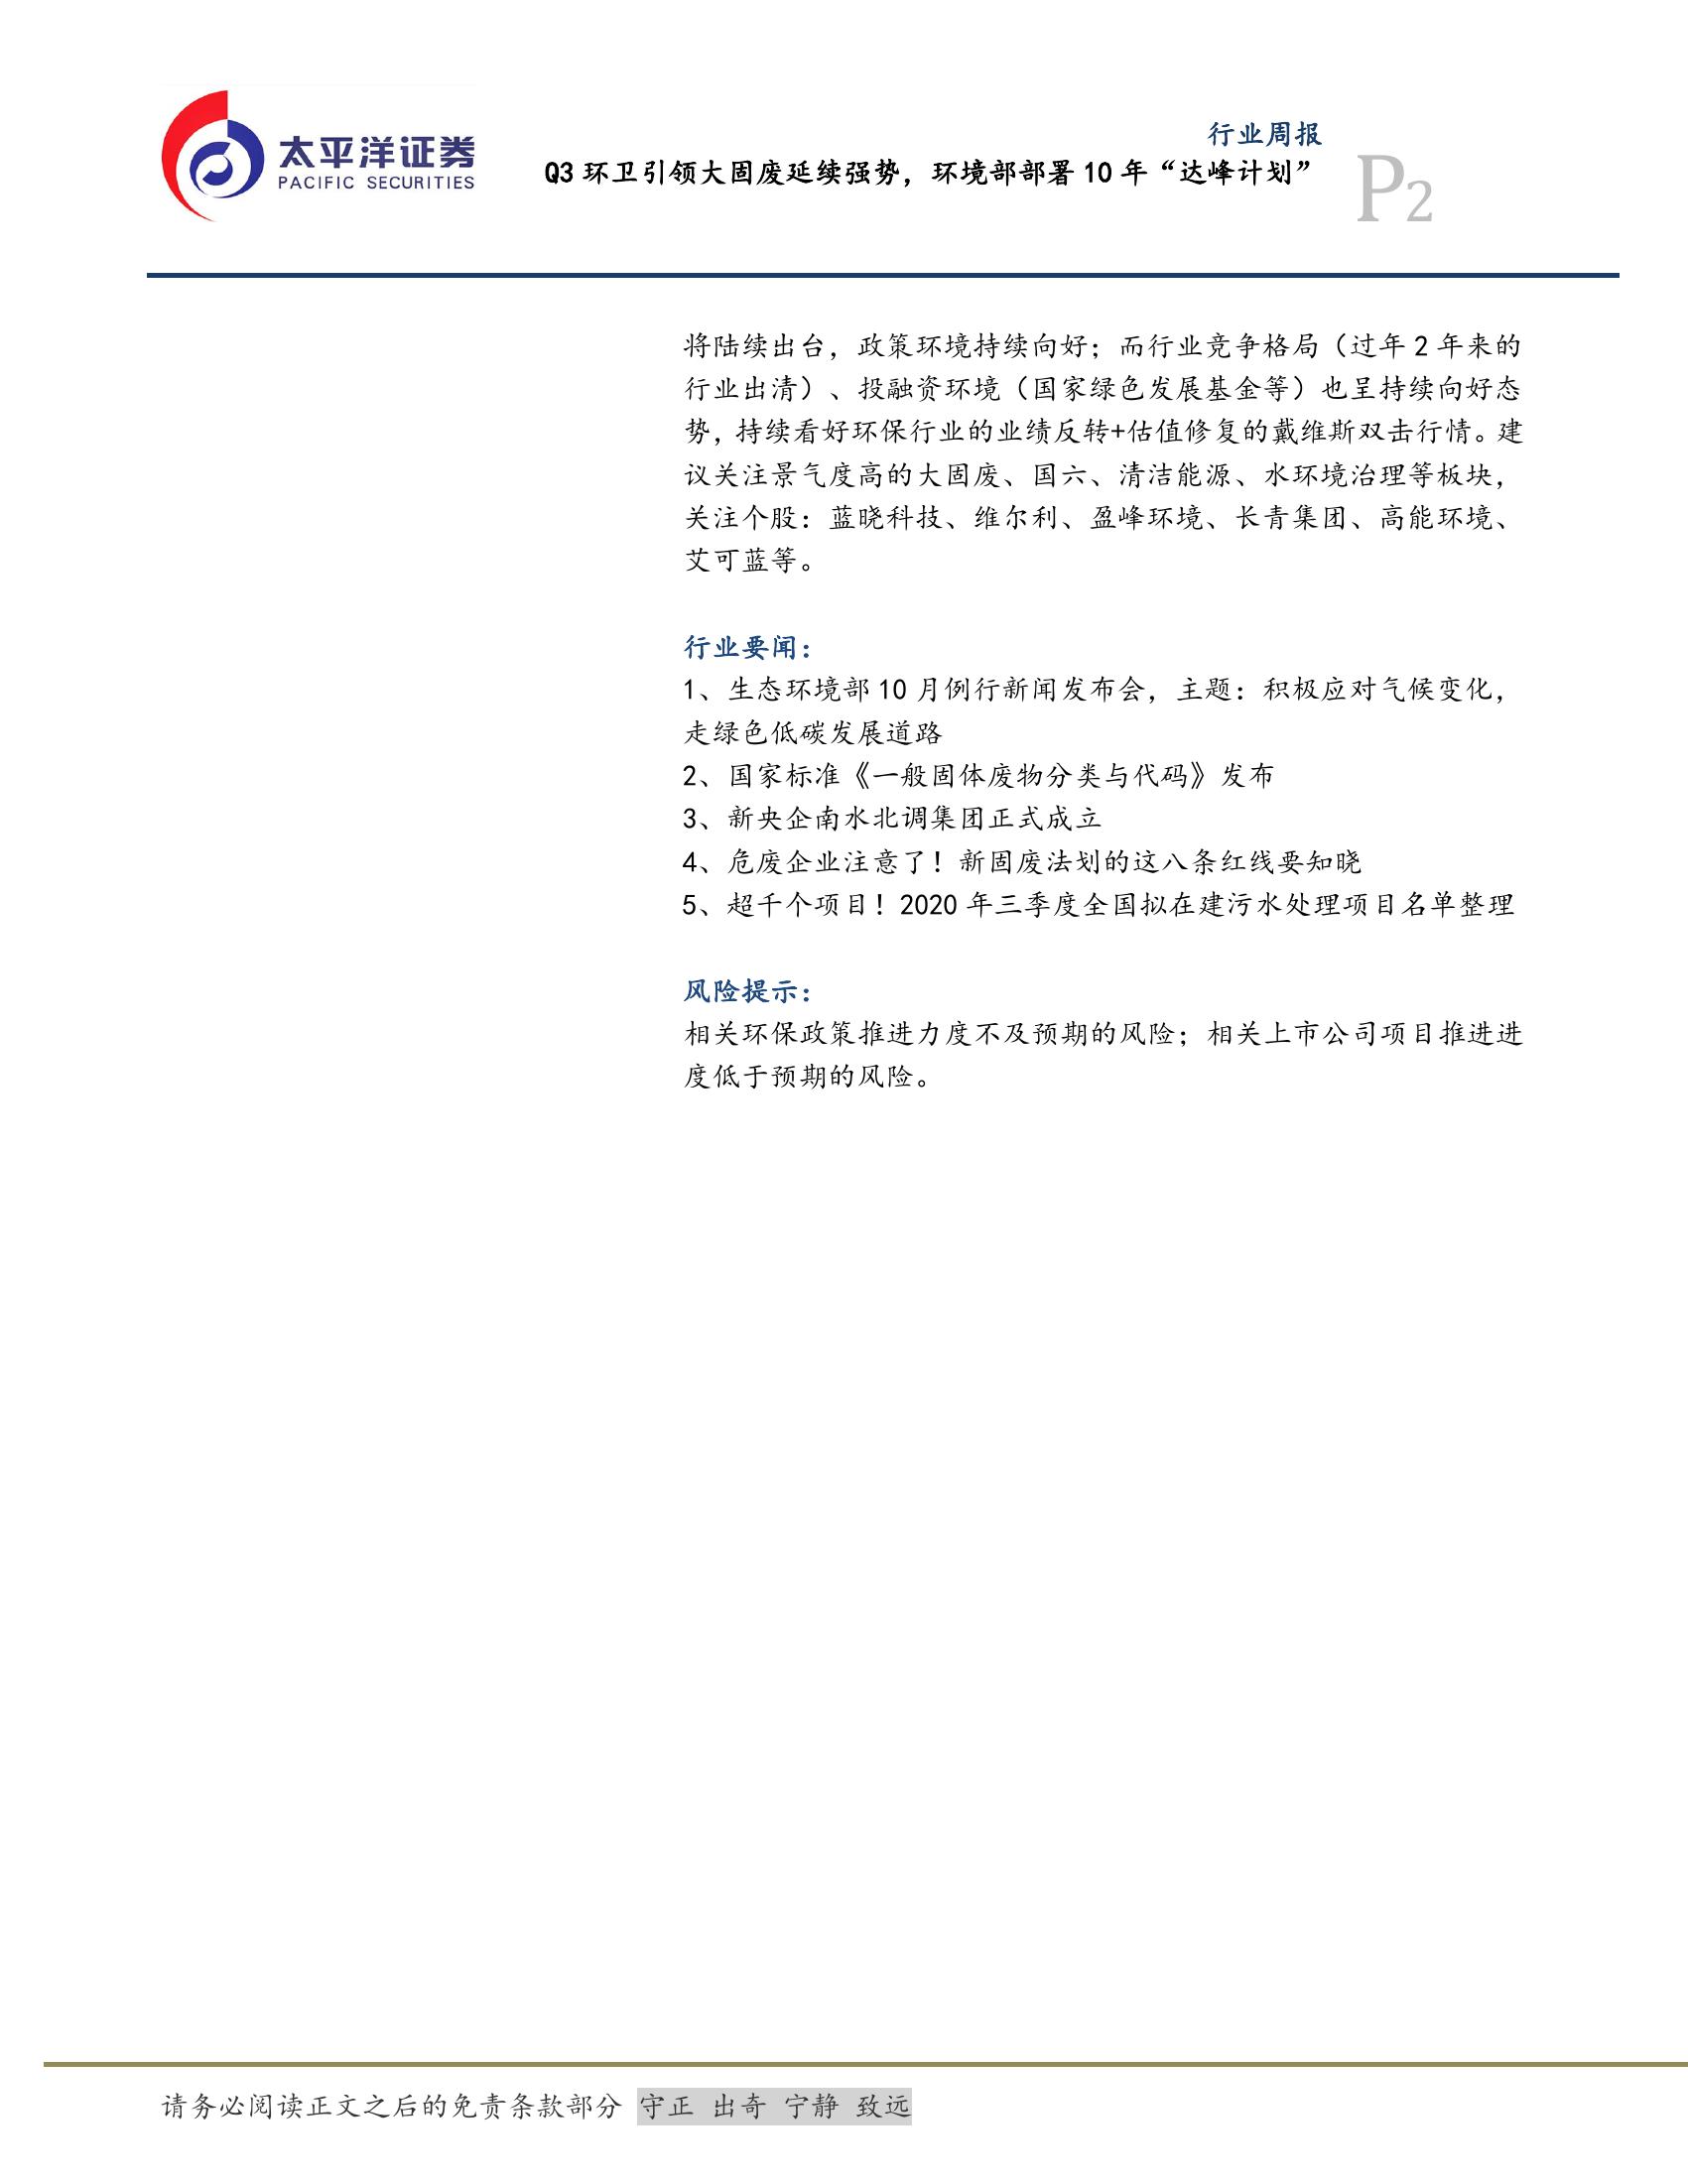 太平洋证券
PACIFIC SECURITIES
行业周报
Q3 环卫引领大固废延续强势，环境部部署 10 年“达峰计划”
P2
将陆续出台，政策环境持续向好；而行业竞争格局（过年 2 年来的
行业出清）、投融资环境（国家绿色发展基金等）也呈持续向好态
势，持续看好环保行业的业绩反转+估值修复的戴维斯双击行情。建
议关注景气度高的大固废、国六、清洁能源、水环境治理等板块，
关注个股：蓝晓科技、维尔利、盈峰环境、长青集团、高能环境、
艾可蓝等。
行业要闻：
1、生态环境部 10 月例行新闻发布会，主题：积极应对气候变化，
走绿色低碳发展道路
2、国家标准《一般固体废物分类与代码》发布
3、新央企南水北调集团正式成立
4、危废企业注意了！新固废法划的这八条红线要知晓
5、超千个项目！2020 年三季度全国拟在建污水处理项目名单整理
风险提示：
相关环保政策推进力度不及预期的风险；相关上市公司项目推进进
度低于预期的风险。
请务必阅读正文之后的免责条款部分 守正 出奇 宁静 致远